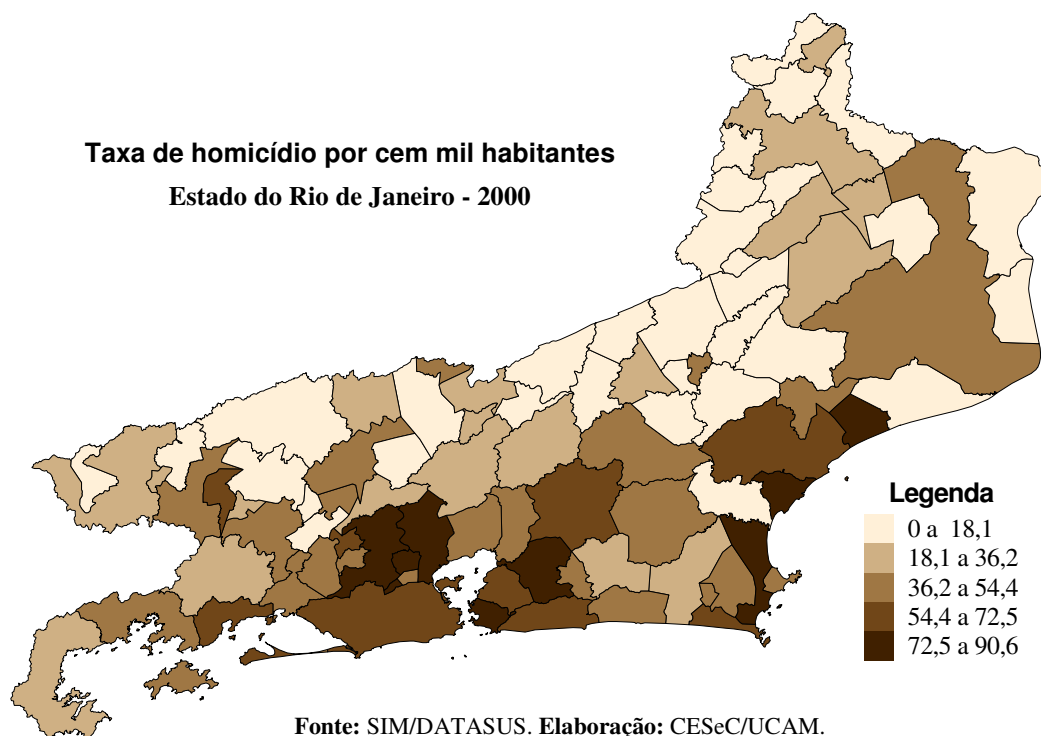 Taxa de homicídio por cem mil habitantes
Estado do Rio de Janeiro - 2000
Legenda
0 a 18,1
18,1 a 36,2
36,2 a 54,4
54,4 a 72,5
72,5 a 90,6
Fonte: SIM/DATASUS. Elaboração: CESeC/UCAM.